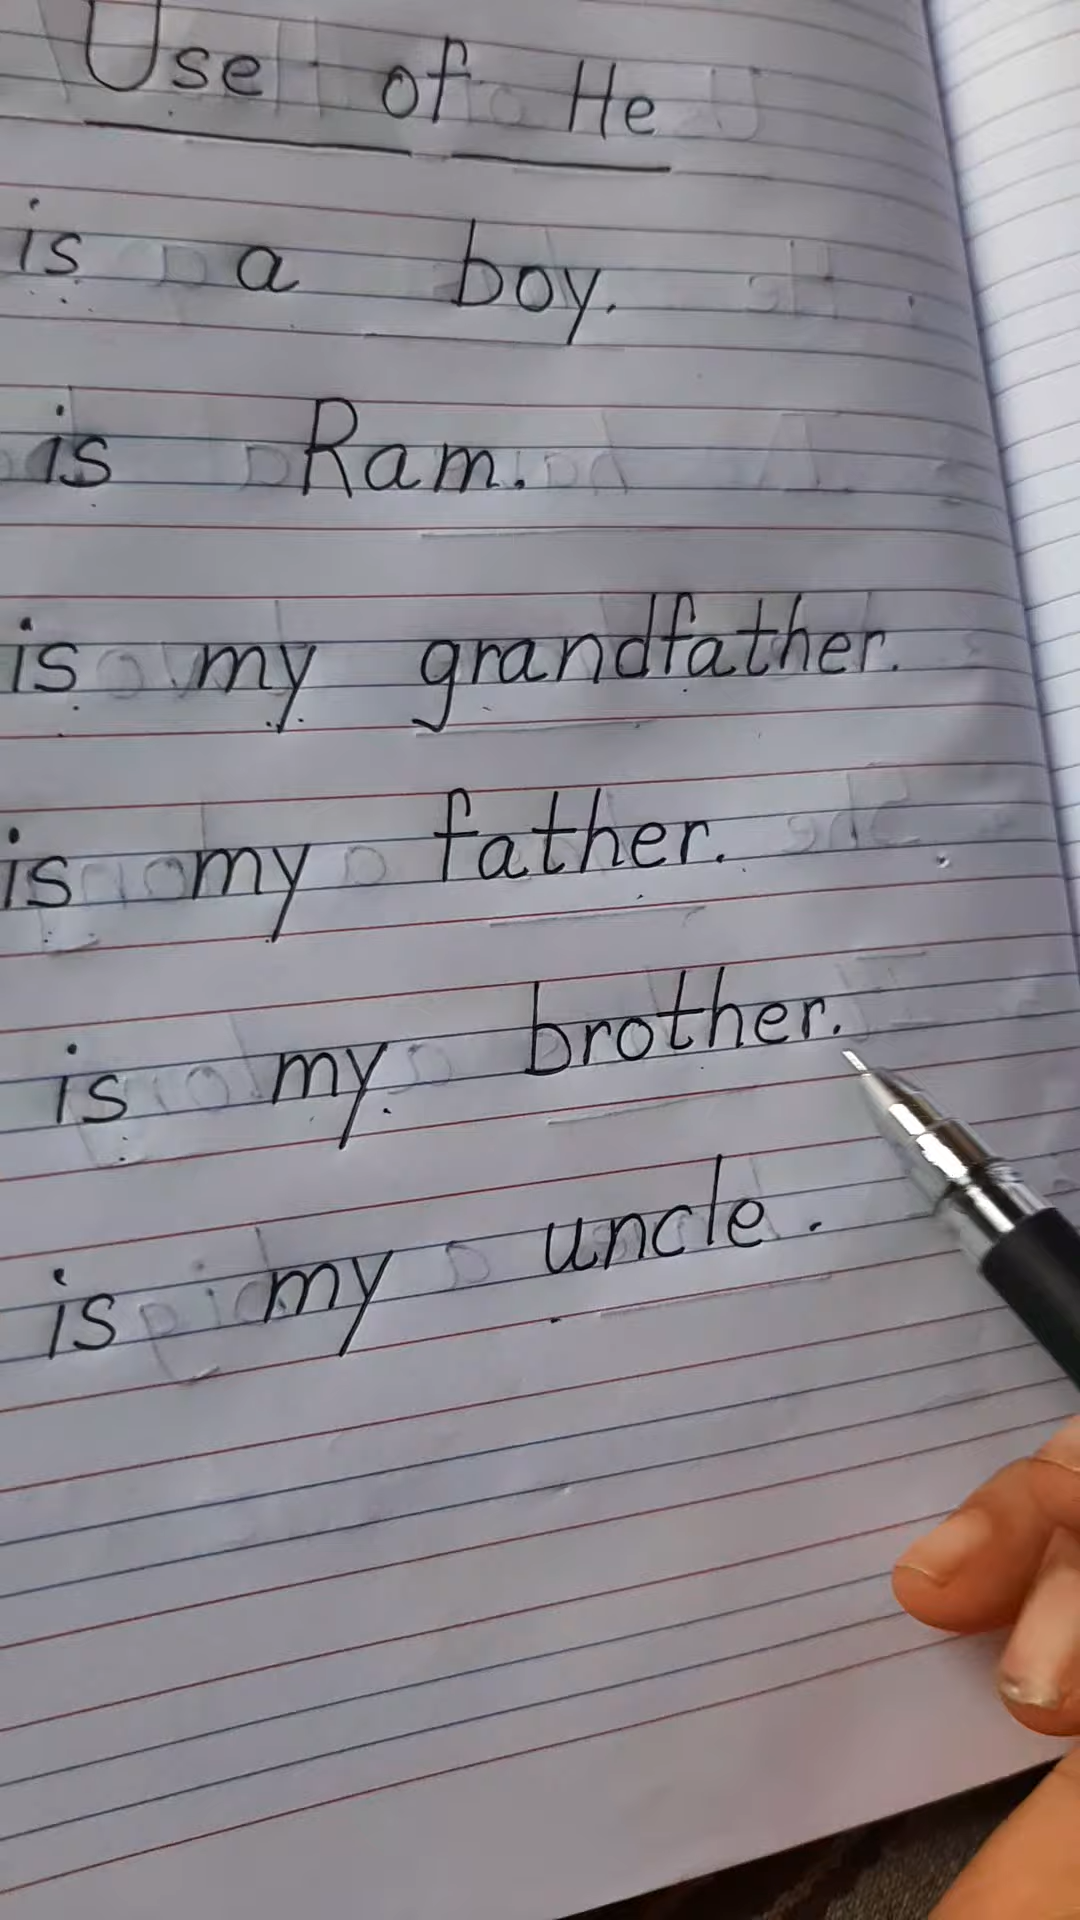 Use of He
is a boy.
is Ram.
is my grandfather.
is my father.
is my brother.
is my uncle.